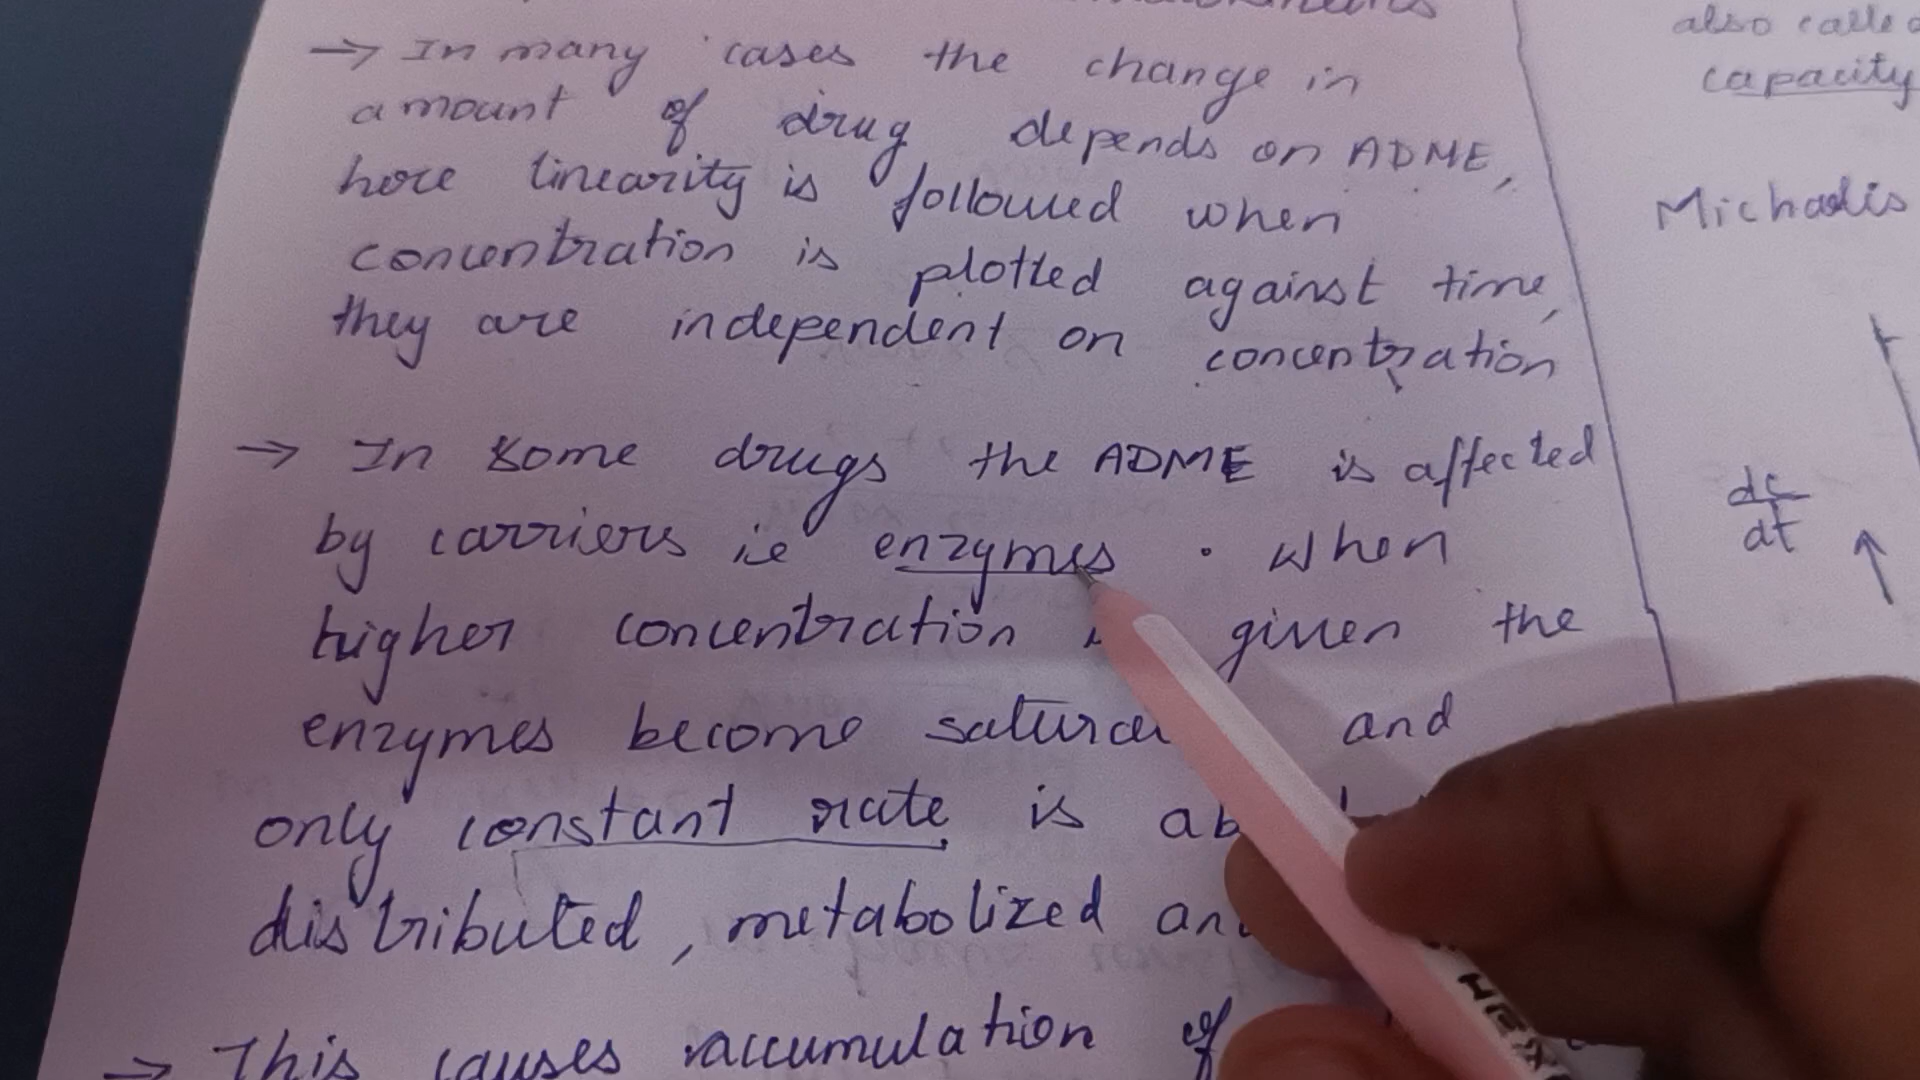 → In many cases the change in
amount of drug depends on ADME,
here linearity is followed when
concentration is plotted against time,
they are independent on concentration
→ In some drugs the ADME is affected
by carriers ie enzymes . When
higher concentration given the
enzymes become and
only constant rate is
distributed, metabolized
→ This causes accumulation of
also called
capacity
Michaelis
dc
dt